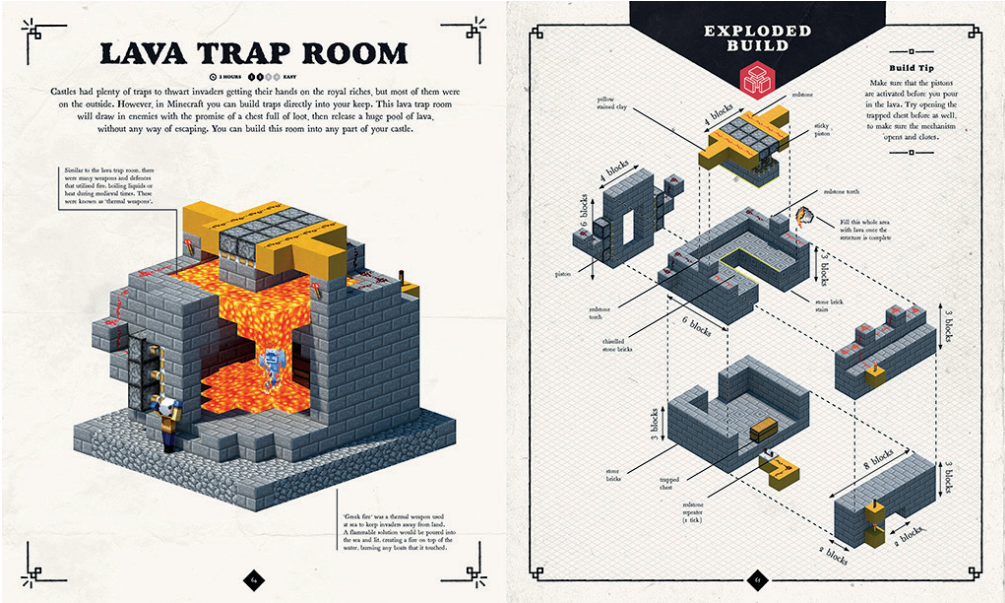 LAVA TRAP ROOM
2 HOURS
EASY
Castles had plenty of traps to thwart invaders getting their hands on the royal riches, but most of them were
on the outside. However, in Minecraft you can build traps directly into your keep. This lava trap room
will draw in enemies with the promise of a chest full of loot, then release a huge pool of lava,
without any way of escaping. You can build this room into any part of your castle.
Similar to the lava trap room, there
were many weapons and defences
that utilised fire, boiling liquids or
heat during medieval times. These
were known as 'thermal weapons'.
'Greek fire' was a thermal weapon used
at sea to keep invaders away from land.
A flammable solution would be poured into
the sea and lit, creating a fire on top of the
water, burning any boats that it touched.
EXPLODED
BUILD
Build Tip
Make sure that the pistons
are activated before you pour
in the lava. Try opening the
trapped chest before as well,
to make sure the mechanism
opens and closes.
pillow
stained clay
4 blocks
redstone
sticky
piston
4 blocks
6 blocks
piston
redstone torch
Fill this whole area
with lava once the
structure is complete
3 blocks
redstone
torch
6 blocks
chiselled
stone bricks
stone brick
stairs
3 blocks
3 blocks
stone
bricks
trapped
chest
redstone
repeater
(1 tick)
8 blocks
3 blocks
2 blocks
2 blocks